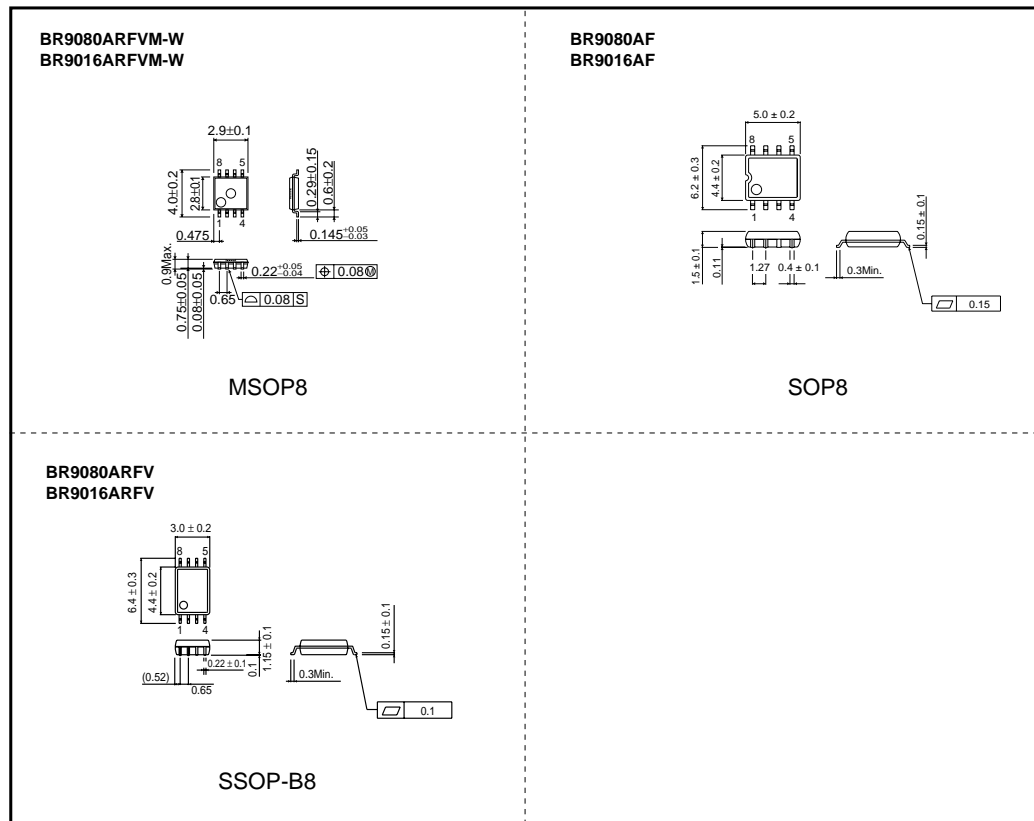 BR9080ARFVM-W
BR9016ARFVM-W
2.9±0.1
8 5
4.0±0.2
2.8±0.1
1 4
0.29±0.15
0.6±0.2
0.475
0.145+0.05−0.03
0.9Max.
0.75±0.05
0.08±0.05
0.22+0.05−0.04
0.08Ⓜ
0.65
0.08 S
MSOP8
BR9080AF
BR9016AF
5.0 ± 0.2
8 5
6.2 ± 0.3
4.4 ± 0.2
1 4
1.5 ± 0.1
0.11
1.27
0.4 ± 0.1
0.3Min.
0.15 ± 0.1
0.15
SOP8
BR9080ARFV
BR9016ARFV
3.0 ± 0.2
8 5
6.4 ± 0.3
4.4 ± 0.2
1 4
0.22 ± 0.1
0.1
1.15 ± 0.1
(0.52)
0.65
0.3Min.
0.15 ± 0.1
0.1
SSOP-B8